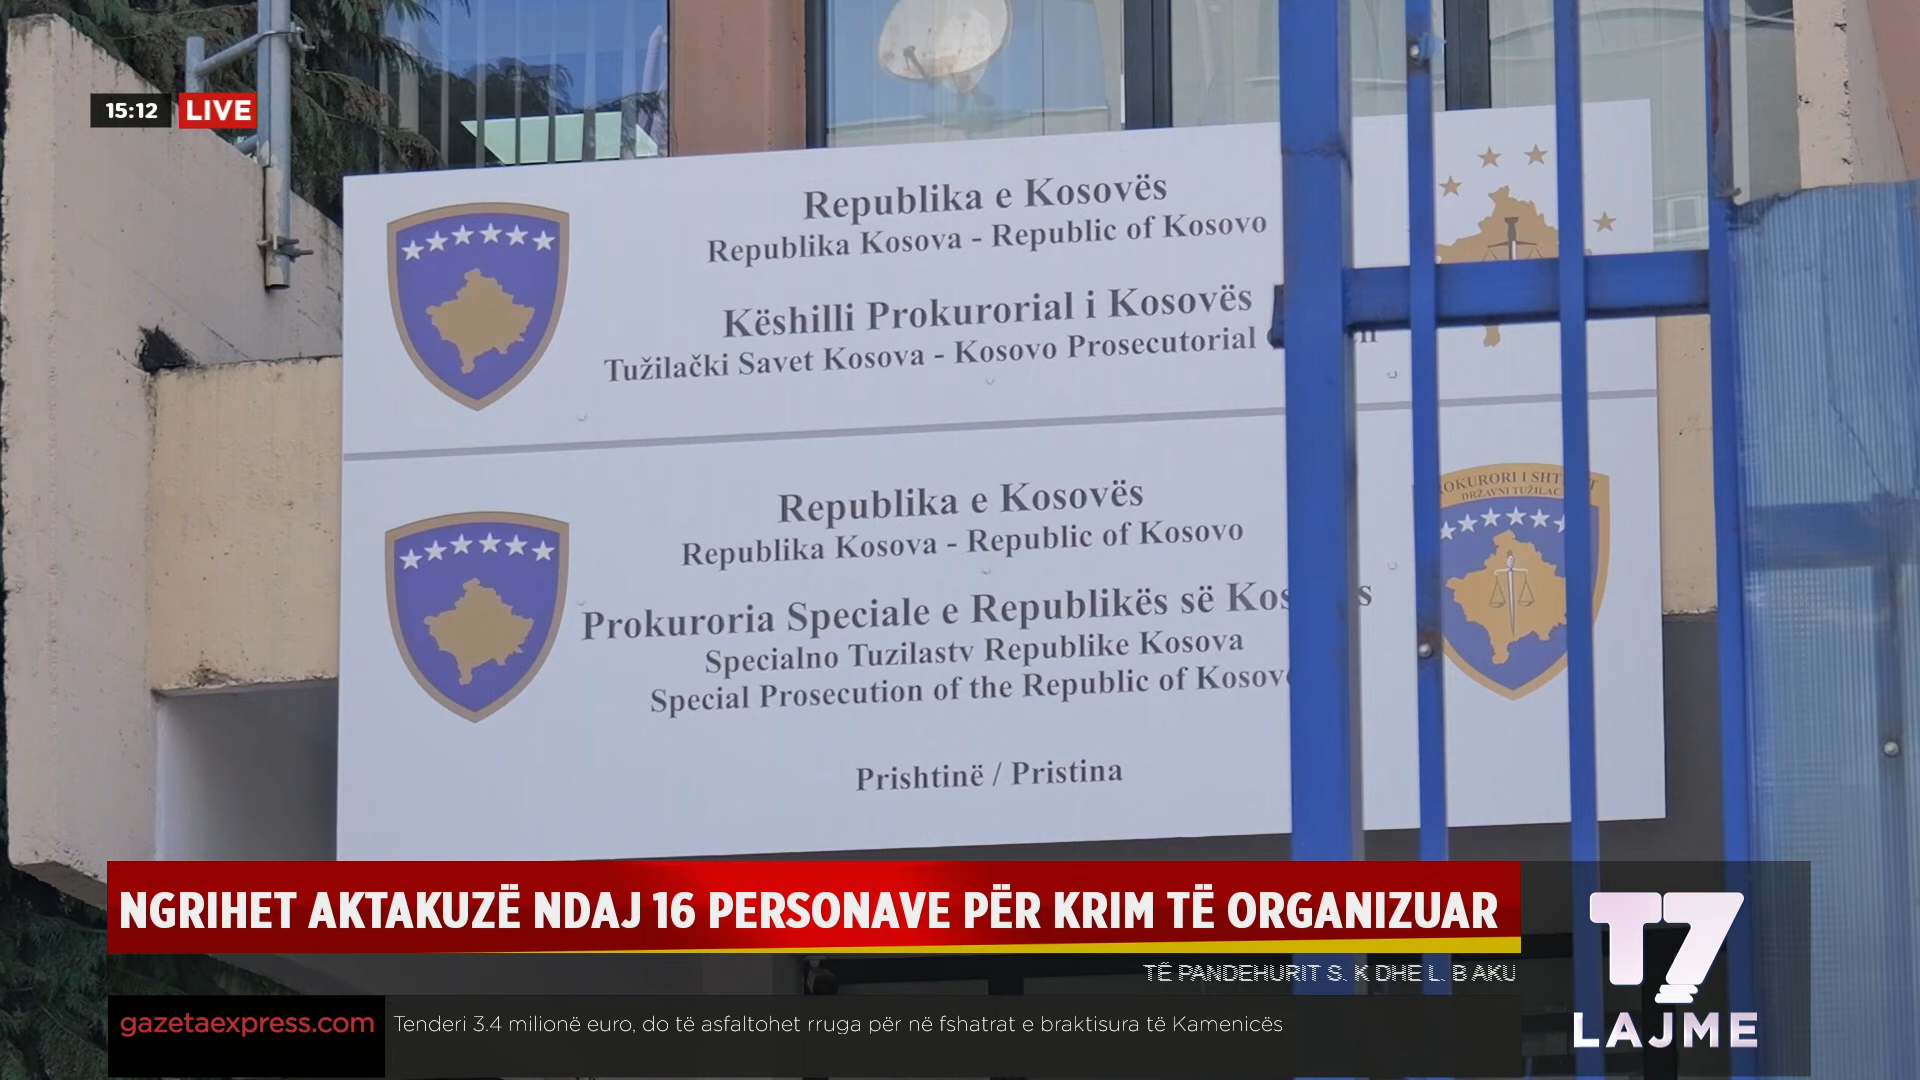 15:12 LIVE
Republika e Kosovës
Republika Kosova - Republic of Kosovo
Këshilli Prokurorial i Kosovës
Tužilački Savet Kosova - Kosovo Prosecutorial
Republika e Kosovës
Republika Kosova - Republic of Kosovo
Prokuroria Speciale e Republikës së
Specialno Tuzilastv Republike Kosova
Special Prosecution of the Republic of
Prishtinë / Pristina
NGRIHET AKTAKUZË NDAJ 16 PERSONAVE PËR KRIM TË ORGANIZUAR
TË PANDEHURIT S. K DHE L. B AKU
gazetaexpress.com Tenderi 3.4 milionë euro, do të asfaltohet rruga për në fshatrat e braktisura të Kamenicës
T7
LAJME